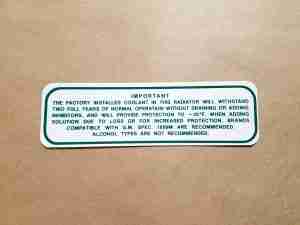 IMPORTANT
THE FACTORY INSTALLED COOLANT IN THIS RADIATOR WILL WITHSTAND
TWO FULL YEARS OF NORMAL OPERATION WITHOUT DRAINING OR ADDING
INHIBITORS, AND WILL PROVIDE PROTECTION TO -20°F. WHEN ADDING
SOLUTION DUE TO LOSS OR FOR INCREASED PROTECTION, BRANDS
COMPATIBLE WITH G.M. SPEC. 1899M ARE RECOMMENDED.
ALCOHOL TYPES ARE NOT RECOMMENDED.